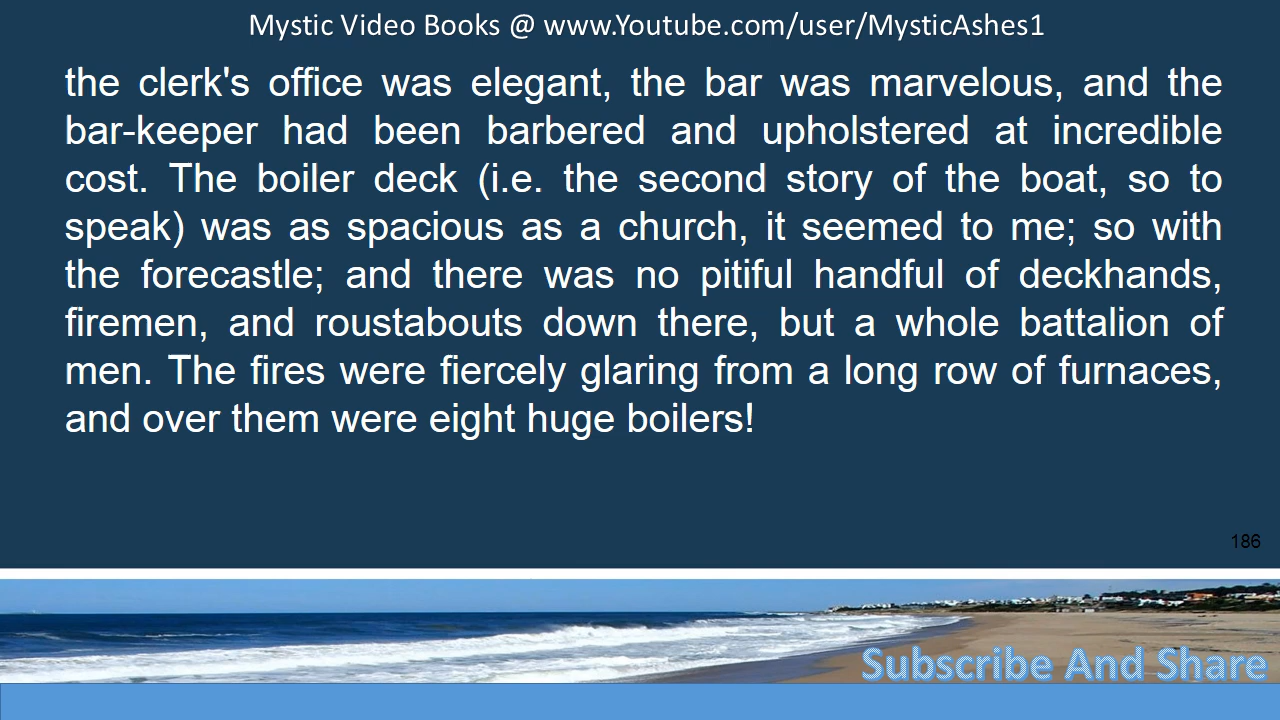 Mystic Video Books @ www.Youtube.com/user/MysticAshes1
the clerk's office was elegant, the bar was marvelous, and the
bar-keeper had been barbered and upholstered at incredible
cost. The boiler deck (i.e. the second story of the boat, so to
speak) was as spacious as a church, it seemed to me; so with
the forecastle; and there was no pitiful handful of deckhands,
firemen, and roustabouts down there, but a whole battalion of
men. The fires were fiercely glaring from a long row of furnaces,
and over them were eight huge boilers!
186
Subscribe And Share